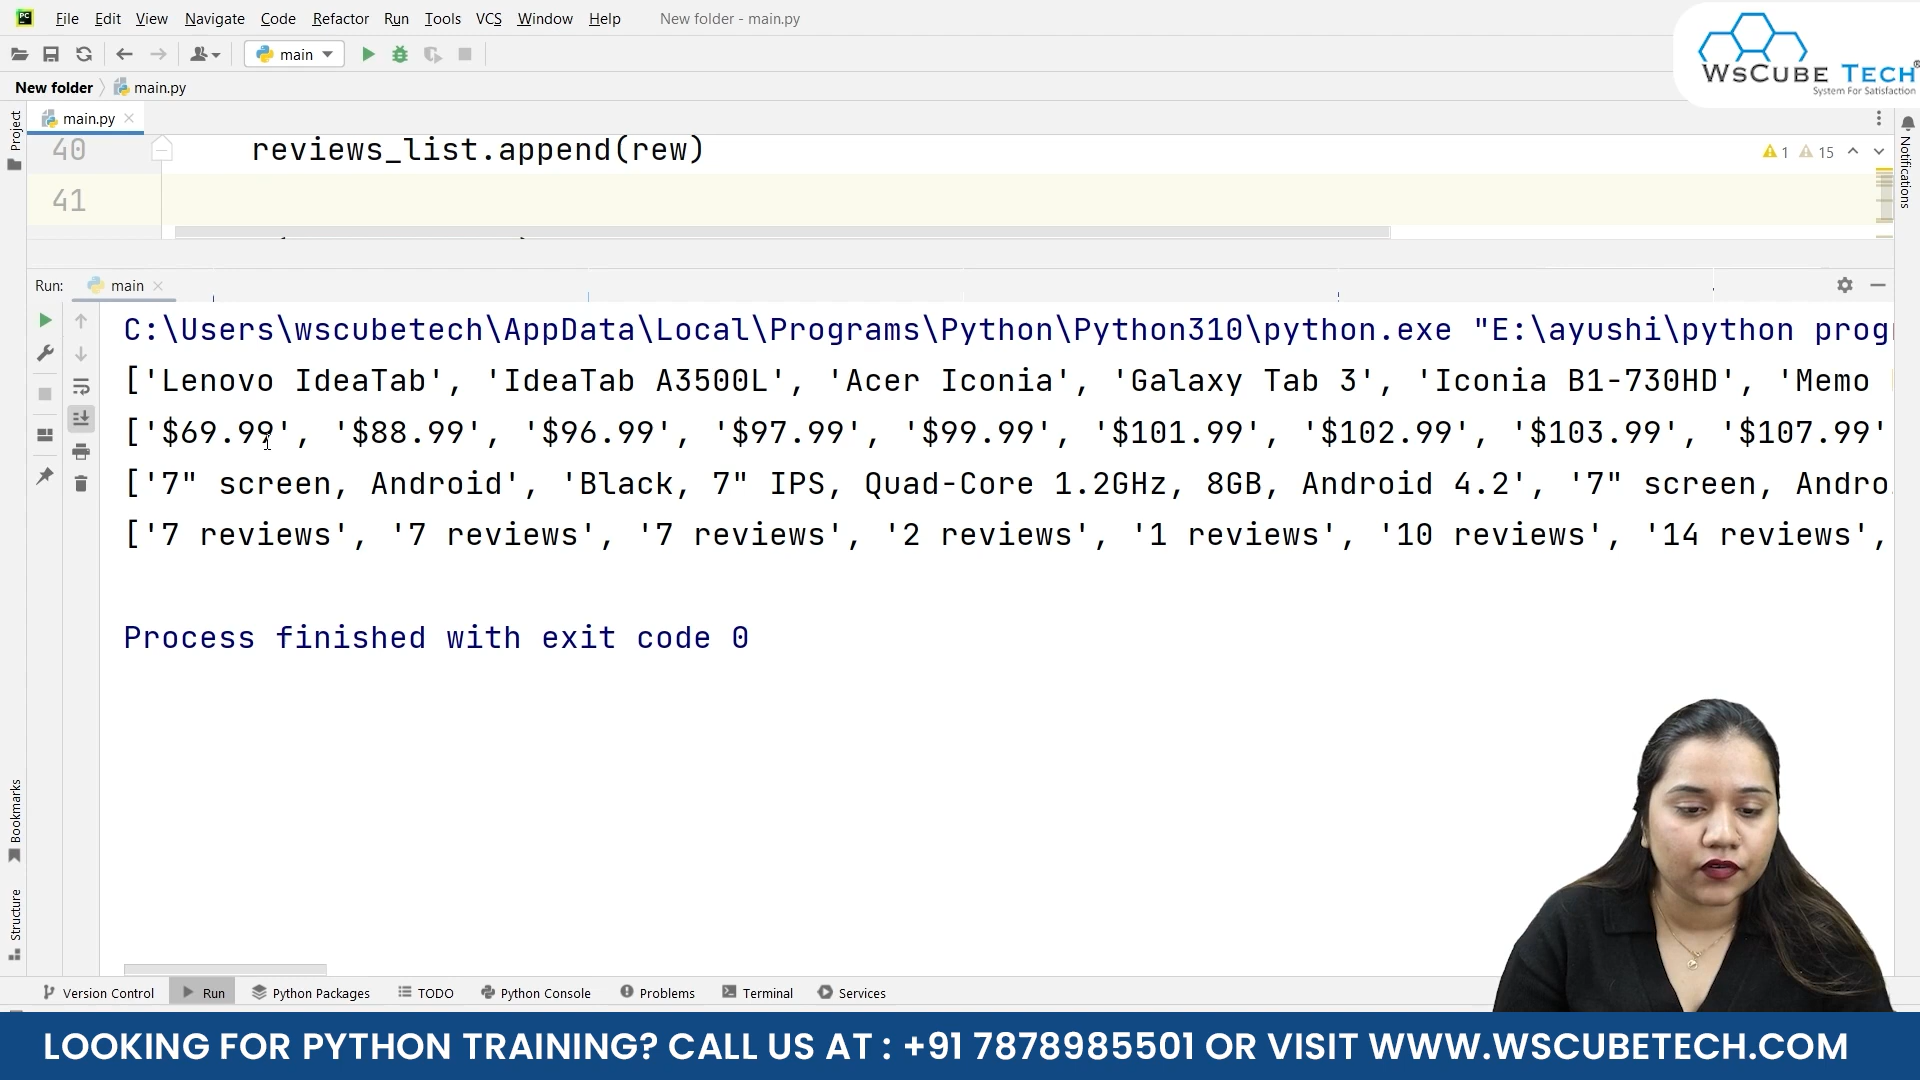 File Edit View Navigate Code Refactor Run Tools VCS Window Help New folder - main.py
main
WSCUBE TECH®
System For Satisfaction
New folder main.py
Project
main.py
Notifications
40 reviews_list.append(rew)
1 15
41
Run: main
C:\Users\wscubetech\AppData\Local\Programs\Python\Python310\python.exe "E:\ayushi\python prog
['Lenovo IdeaTab', 'IdeaTab A3500L', 'Acer Iconia', 'Galaxy Tab 3', 'Iconia B1-730HD', 'Memo
['$69.99', '$88.99', '$96.99', '$97.99', '$99.99', '$101.99', '$102.99', '$103.99', '$107.99'
['7" screen, Android', 'Black, 7" IPS, Quad-Core 1.2GHz, 8GB, Android 4.2', '7" screen, Andro
['7 reviews', '7 reviews', '7 reviews', '2 reviews', '1 reviews', '10 reviews', '14 reviews',
Process finished with exit code 0
Bookmarks
Structure
Version Control Run Python Packages TODO Python Console Problems Terminal Services
LOOKING FOR PYTHON TRAINING? CALL US AT : +91 7878985501 OR VISIT WWW.WSCUBETECH.COM